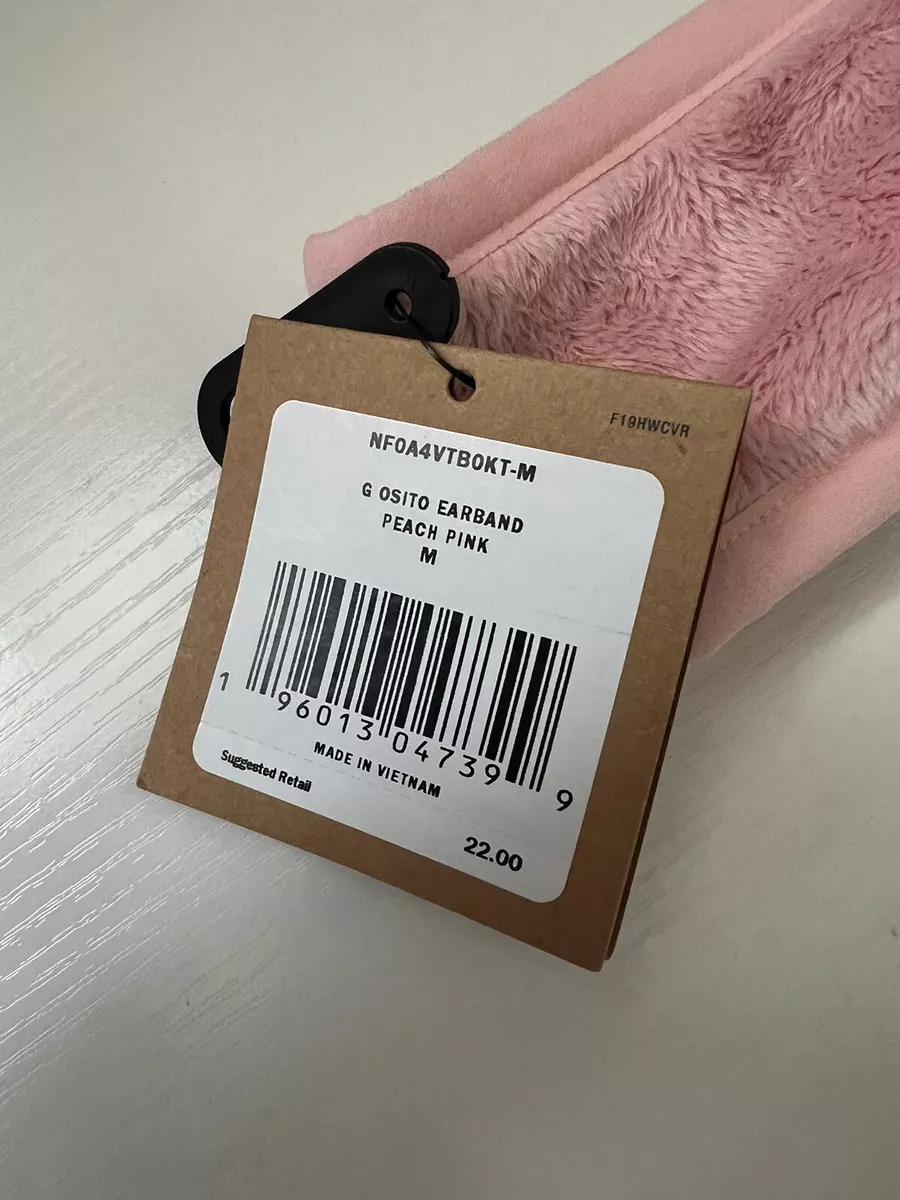 F19HWCVR
NF0A4VTB0KT-M
G OSITO EARBAND
PEACH PINK
M
1 96013 04739 9
MADE IN VIETNAM
Suggested Retail
22.00